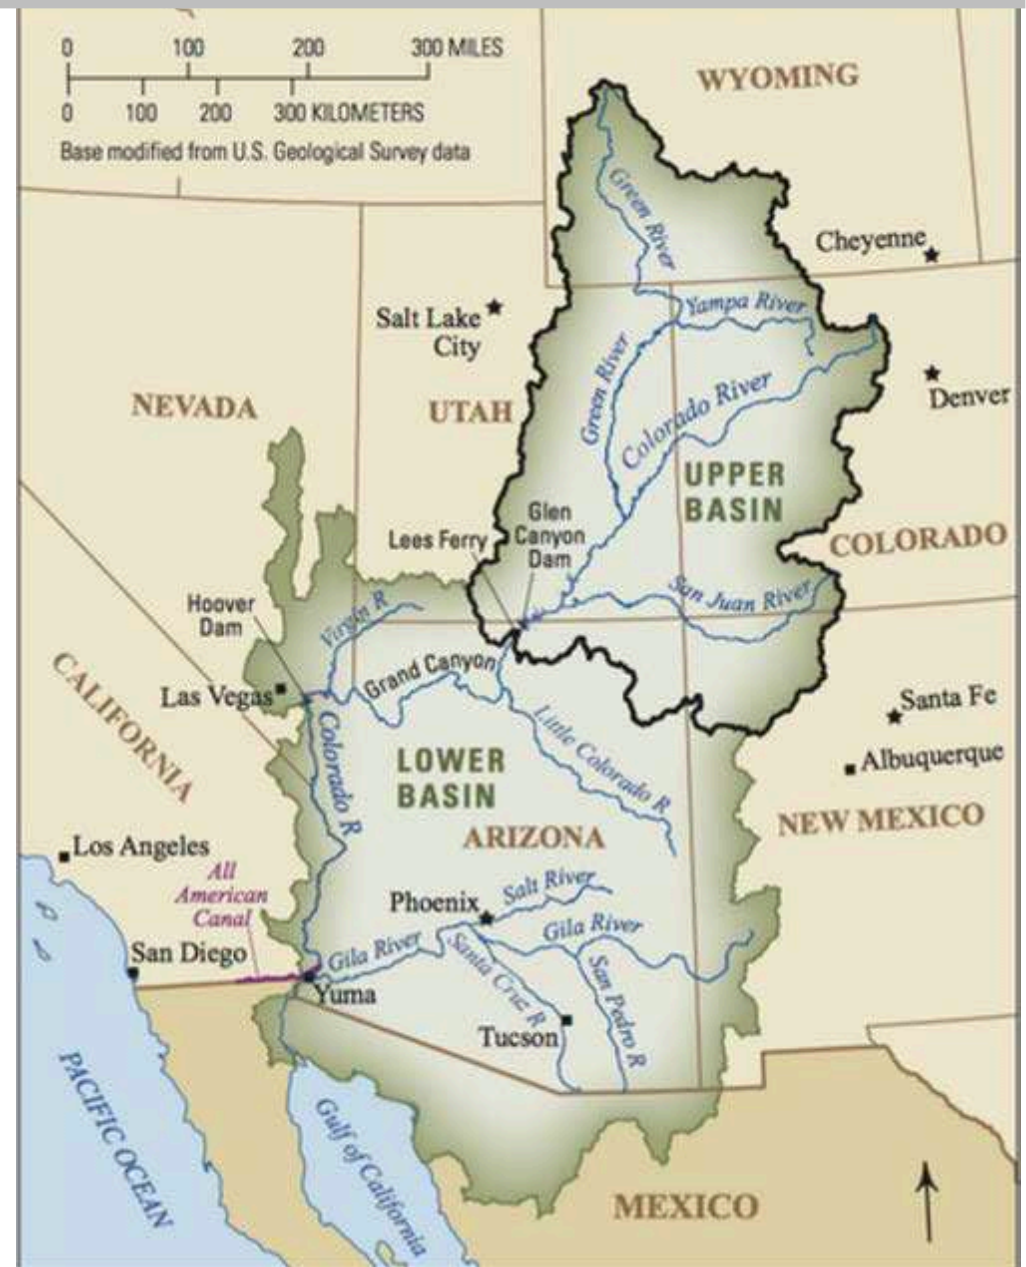 0 100 200 300 MILES
0 100 200 300 KILOMETERS
Base modified from U.S. Geological Survey data
WYOMING
Green River
Cheyenne
Yampa River
Salt Lake
City
Green River
Colorado River
Denver
NEVADA
UTAH
UPPER
BASIN
Glen
Canyon
Dam
Lees Ferry
COLORADO
San Juan River
Hoover
Dam
Virgin R
Grand Canyon
Las Vegas
CALIFORNIA
Santa Fe
Colorado R
Little Colorado R
LOWER
BASIN
Albuquerque
ARIZONA
NEW MEXICO
Los Angeles
All
American
Canal
Phoenix
Salt River
Gila River
Gila River
San Diego
Santa Cruz R
San Pedro R
Yuma
Tucson
PACIFIC OCEAN
Gulf of California
MEXICO